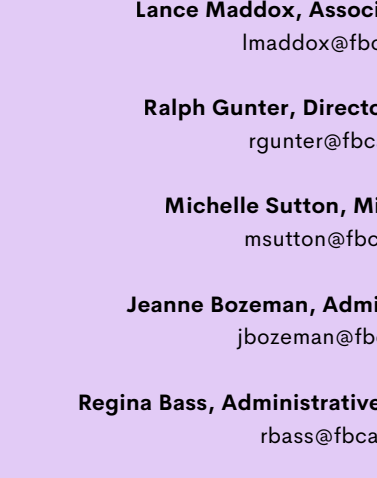 Lance Maddox, Associ
lmaddox@fbc
Ralph Gunter, Directo
rgunter@fbc
Michelle Sutton, Mi
msutton@fbc
Jeanne Bozeman, Admi
jbozeman@fb
Regina Bass, Administrative
rbass@fbca